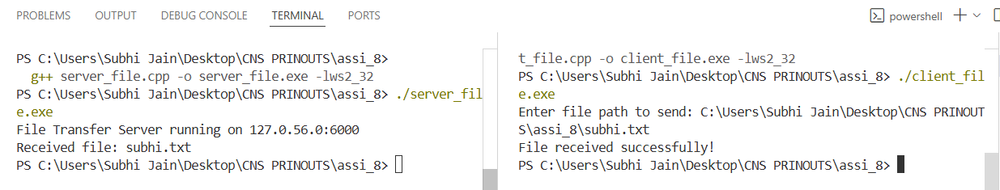 PROBLEMS OUTPUT DEBUG CONSOLE TERMINAL PORTS
powershell
PS C:\Users\Subhi Jain\Desktop\CNS PRINOUTS\assi_8>
g++ server_file.cpp -o server_file.exe -lws2_32
PS C:\Users\Subhi Jain\Desktop\CNS PRINOUTS\assi_8> ./server_fil
e.exe
File Transfer Server running on 127.0.56.0:6000
Received file: subhi.txt
PS C:\Users\Subhi Jain\Desktop\CNS PRINOUTS\assi_8>
t_file.cpp -o client_file.exe -lws2_32
PS C:\Users\Subhi Jain\Desktop\CNS PRINOUTS\assi_8> ./client_fil
e.exe
Enter file path to send: C:\Users\Subhi Jain\Desktop\CNS PRINOUT
S\assi_8\subhi.txt
File received successfully!
PS C:\Users\Subhi Jain\Desktop\CNS PRINOUTS\assi_8>